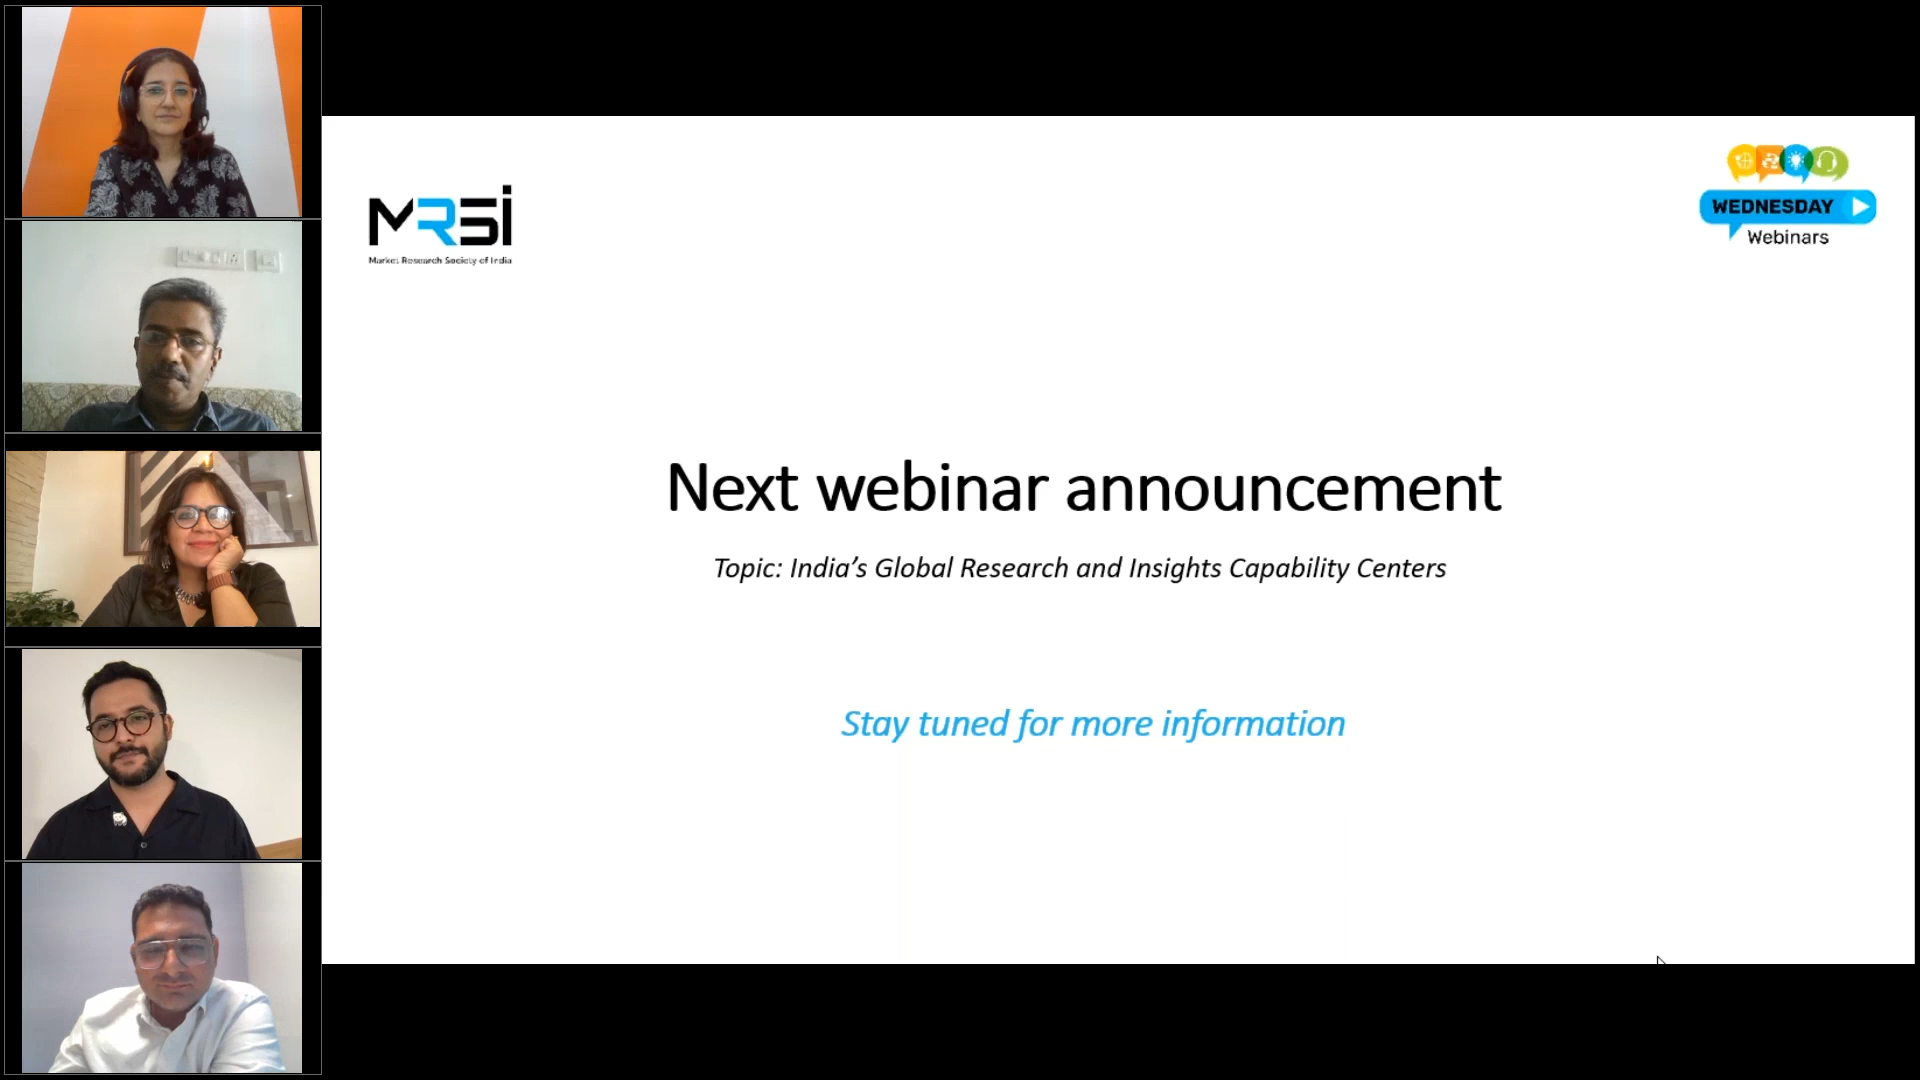 MRSI
Market Research Society of India
WEDNESDAY
Webinars
Next webinar announcement
Topic: India’s Global Research and Insights Capability Centers
Stay tuned for more information